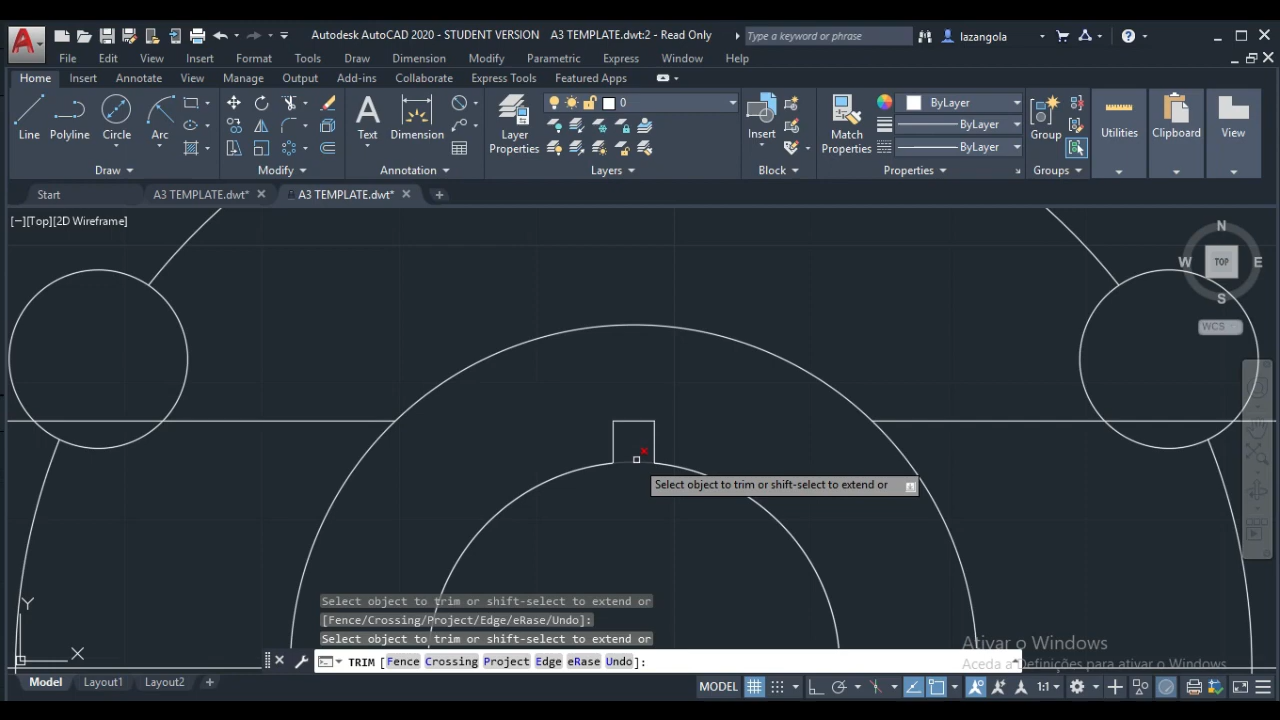 Autodesk AutoCAD 2020 - STUDENT VERSION A3 TEMPLATE.dwt:2 - Read Only Type a keyword or phrase lazangola
File Edit View Insert Format Tools Draw Dimension Modify Parametric Express Window Help
Home Insert Annotate View Manage Output Add-ins Collaborate Express Tools Featured Apps
0 ByLayer
ByLayer
Line Polyline Circle Arc Text Dimension Layer Properties Insert Match Properties ByLayer Group Utilities Clipboard View
Draw Modify Annotation Layers Block Properties Groups
Start A3 TEMPLATE.dwt* A3 TEMPLATE.dwt*
[−][Top][2D Wireframe]
N
W TOP E
S
WCS
Select object to trim or shift-select to extend or
Y
X
Select object to trim or shift-select to extend or
[Fence/Crossing/Project/Edge/eRase/Undo]:
Select object to trim or shift-select to extend or
Ativar o Windows
Aceda a Definições para ativar o Windows
TRIM [Fence Crossing Project Edge eRase Undo]:
Model Layout1 Layout2 MODEL 1:1